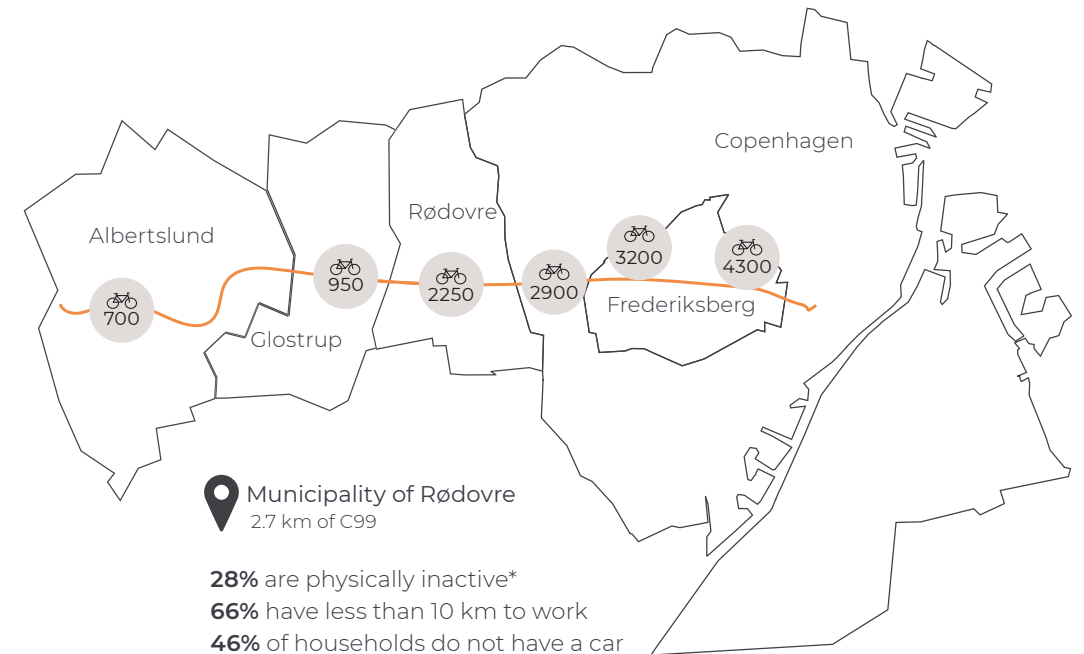 Copenhagen
Rødovre
Albertslund
3200
4300
950
2250
2900
700
Frederiksberg
Glostrup
Municipality of Rødovre
2.7 km of C99
28% are physically inactive*
66% have less than 10 km to work
46% of households do not have a car